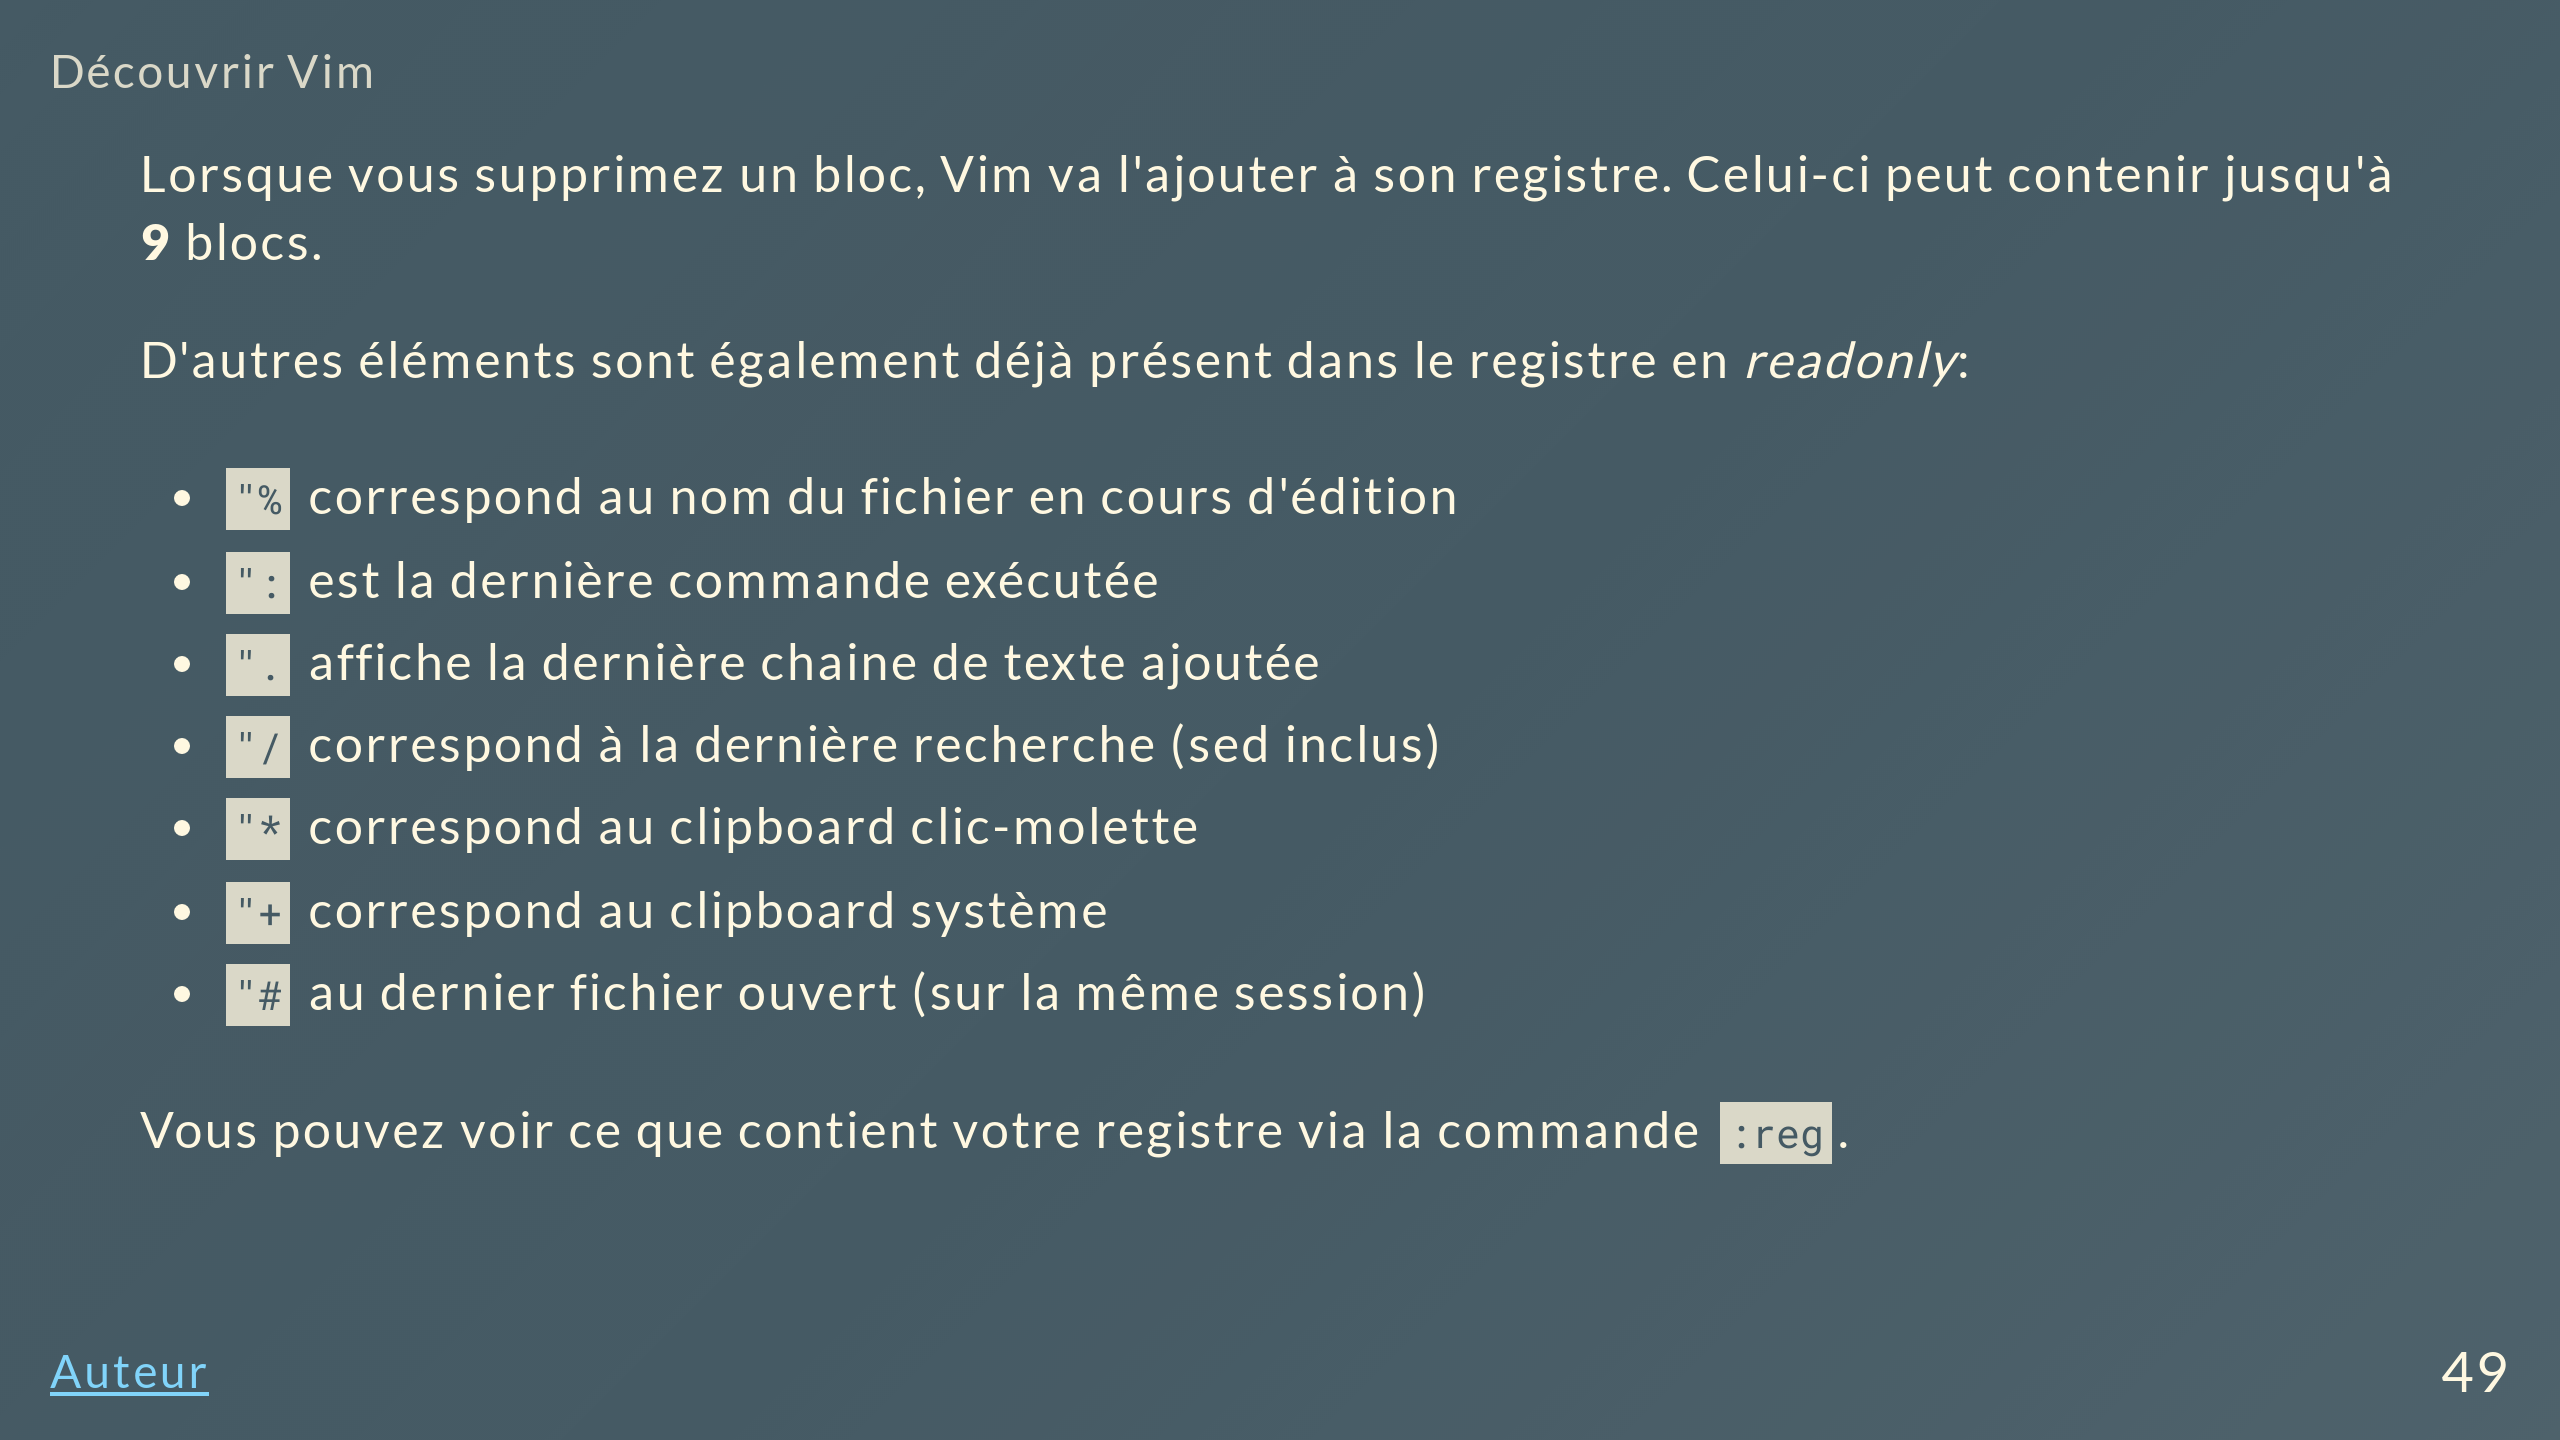 Découvrir Vim
Lorsque vous supprimez un bloc, Vim va l'ajouter à son registre. Celui-ci peut contenir jusqu'à
9 blocs.
D'autres éléments sont également déjà présent dans le registre en readonly:
"% correspond au nom du fichier en cours d'édition
": est la dernière commande exécutée
". affiche la dernière chaine de texte ajoutée
"/ correspond à la dernière recherche (sed inclus)
"* correspond au clipboard clic-molette
"+ correspond au clipboard système
"# au dernier fichier ouvert (sur la même session)
Vous pouvez voir ce que contient votre registre via la commande :reg.
Auteur
49